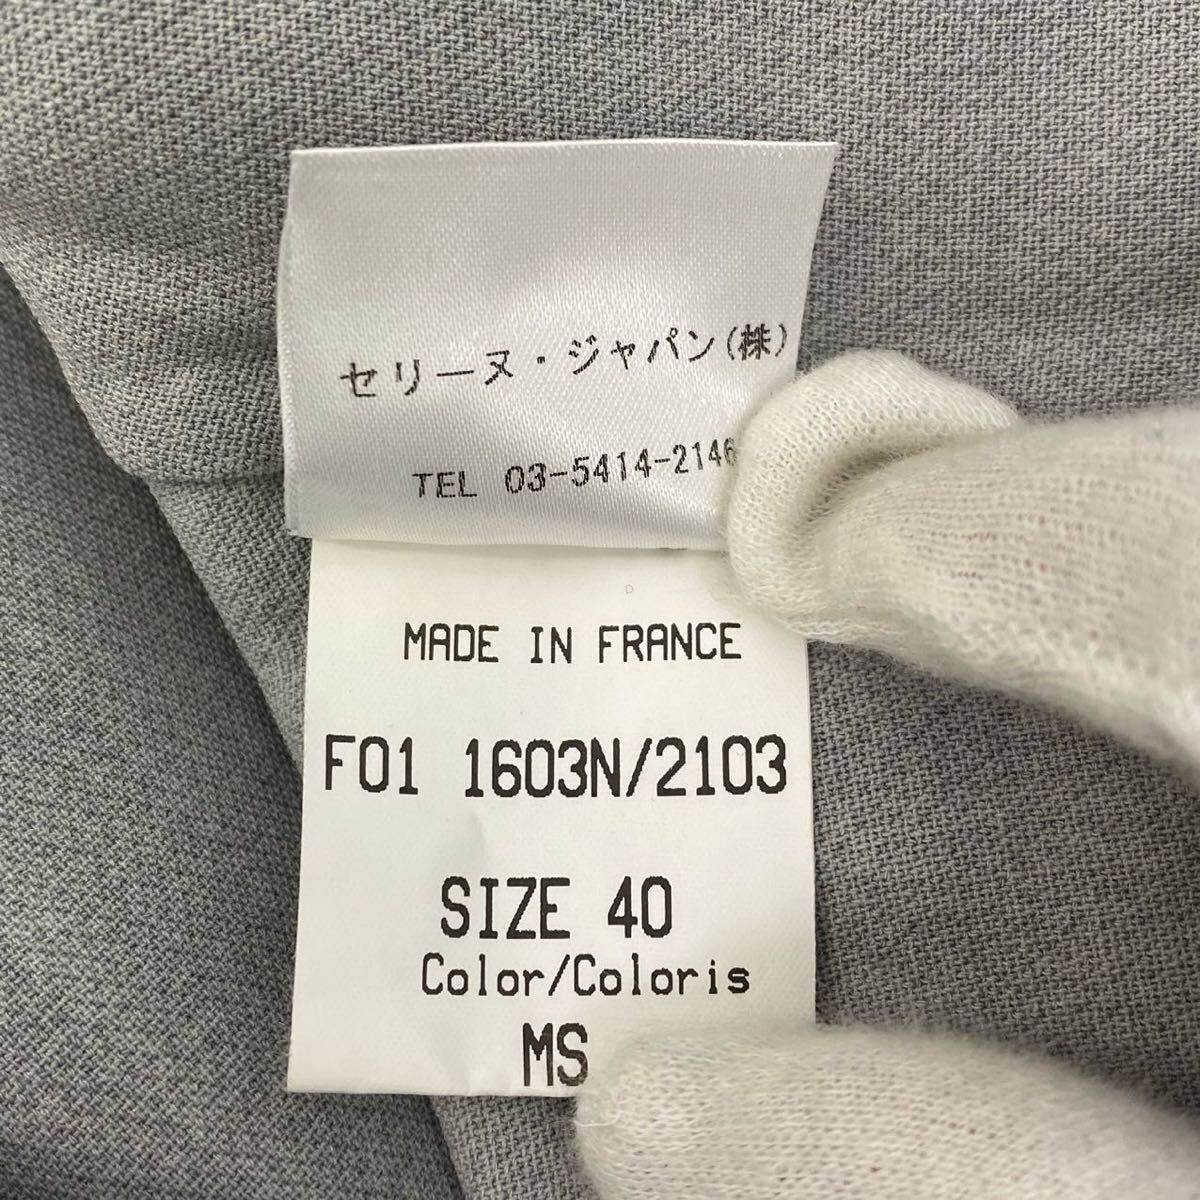 セリーヌ・ジャパン(株)
TEL 03-5414-2146
MADE IN FRANCE
F01 1603N/2103
SIZE 40
Color/Coloris
MS